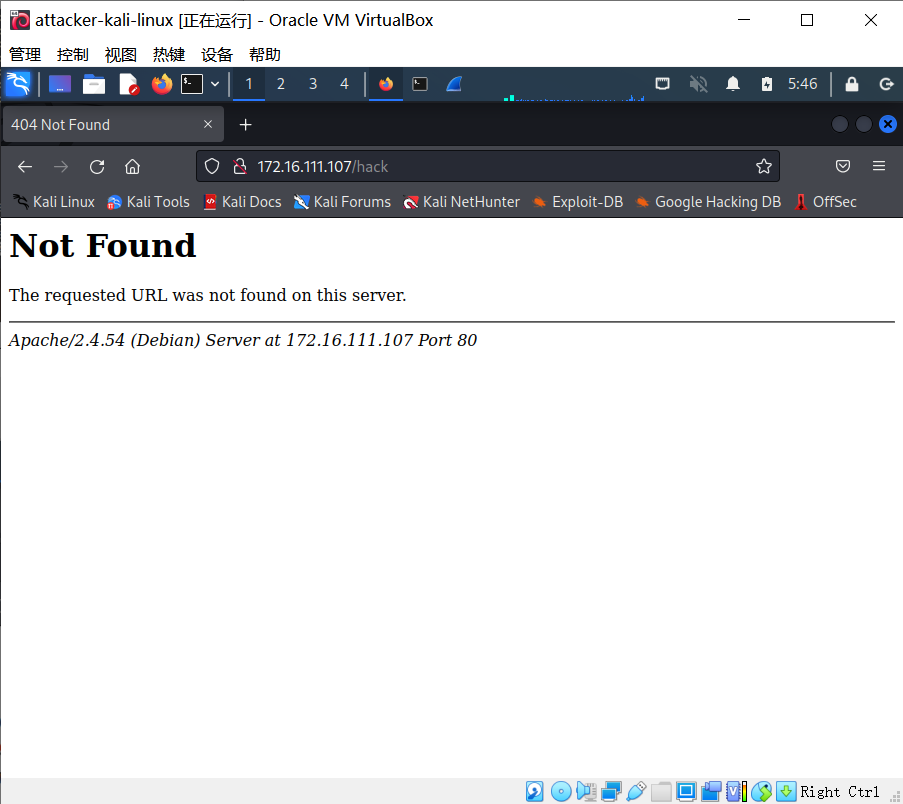 attacker-kali-linux [正在运行] - Oracle VM VirtualBox
管理 控制 视图 热键 设备 帮助
1 2 3 4 5:46
404 Not Found
172.16.111.107/hack
Kali Linux Kali Tools Kali Docs Kali Forums Kali NetHunter Exploit-DB Google Hacking DB OffSec
Not Found
The requested URL was not found on this server.
Apache/2.4.54 (Debian) Server at 172.16.111.107 Port 80
Right Ctrl